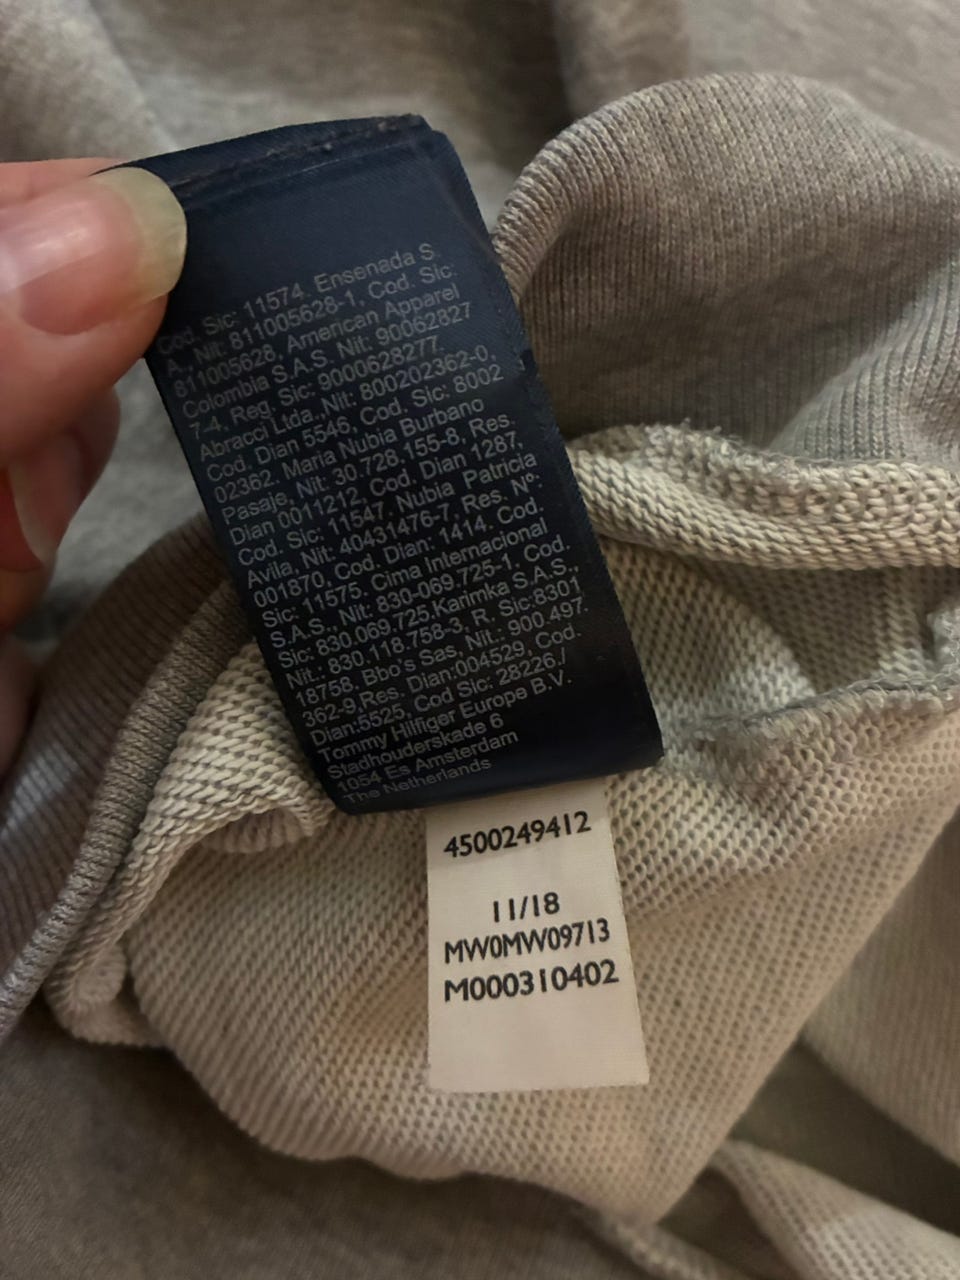 Cod. Sic: 11574, Ensenada S.
A., Nit: 811005628-1, Cod. Sic:
811005628, American Apparel
Colombia S.A.S. Nit: 90062827
7-4, Reg. Sic: 9000628277
Abracci Ltda.,Nit: 800202362-0,
Cod. Dian 5546, Cod. Sic: 8002
02362. Maria Nubia Burbano
Pasaje, Nit: 30.728.155-8, Res.
Dian 0011212, Cod. Dian 1287,
Cod. Sic: 11547. Nubia Patricia
Avila, Nit: 40431476-7, Res. Nº:
001870, Cod. Dian: 1414. Cod.
Sic: 11575. Cima Internacional
S.A.S., Nit: 830-069.725-1, Cod.
Sic: 830.069.725.Karimka S.A.S.,
Nit.: 830.118.758-3, R. Sic:8301
18758. Bbo's Sas, Nit.: 900.497.
362-9,Res. Dian:004529, Cod.
Dian:5525, Cod Sic: 28226,/
Tommy Hilfiger Europe B.V.
Stadhouderskade 6
1054 Es Amsterdam
The Netherlands
4500249412
11/18
MW0MW09713
M000310402